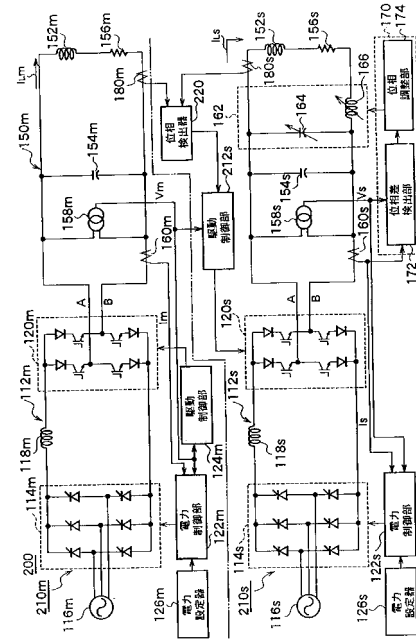 200
210m
116m
114m
118m
112m
120m
Im
A
B
160m
158m
Vm
154m
150m
ILm
152m
156m
180m
126m
電力設定器
122m
電力制御部
124m
駆動制御部
212s
駆動制御部
220
位相検出器
210s
116s
114s
118s
112s
120s
Is
A
B
160s
158s
Vs
154s
162
164
166
180s
ILs
152s
156s
126s
電力設定器
122s
電力制御部
172
位相差検出部
170
174
位相調整部